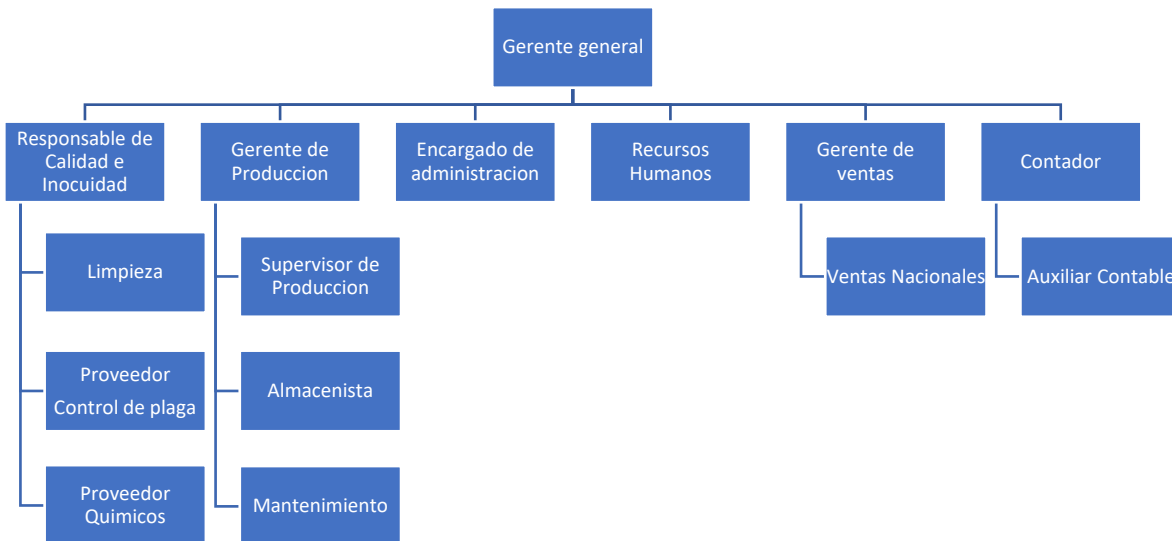 Gerente general
Responsable de
Calidad e
Inocuidad
Gerente de
Produccion
Encargado de
administracion
Recursos
Humanos
Gerente de
ventas
Contador
Limpieza
Proveedor
Control de plaga
Proveedor
Quimicos
Supervisor de
Produccion
Almacenista
Mantenimiento
Ventas Nacionales
Auxiliar Contable